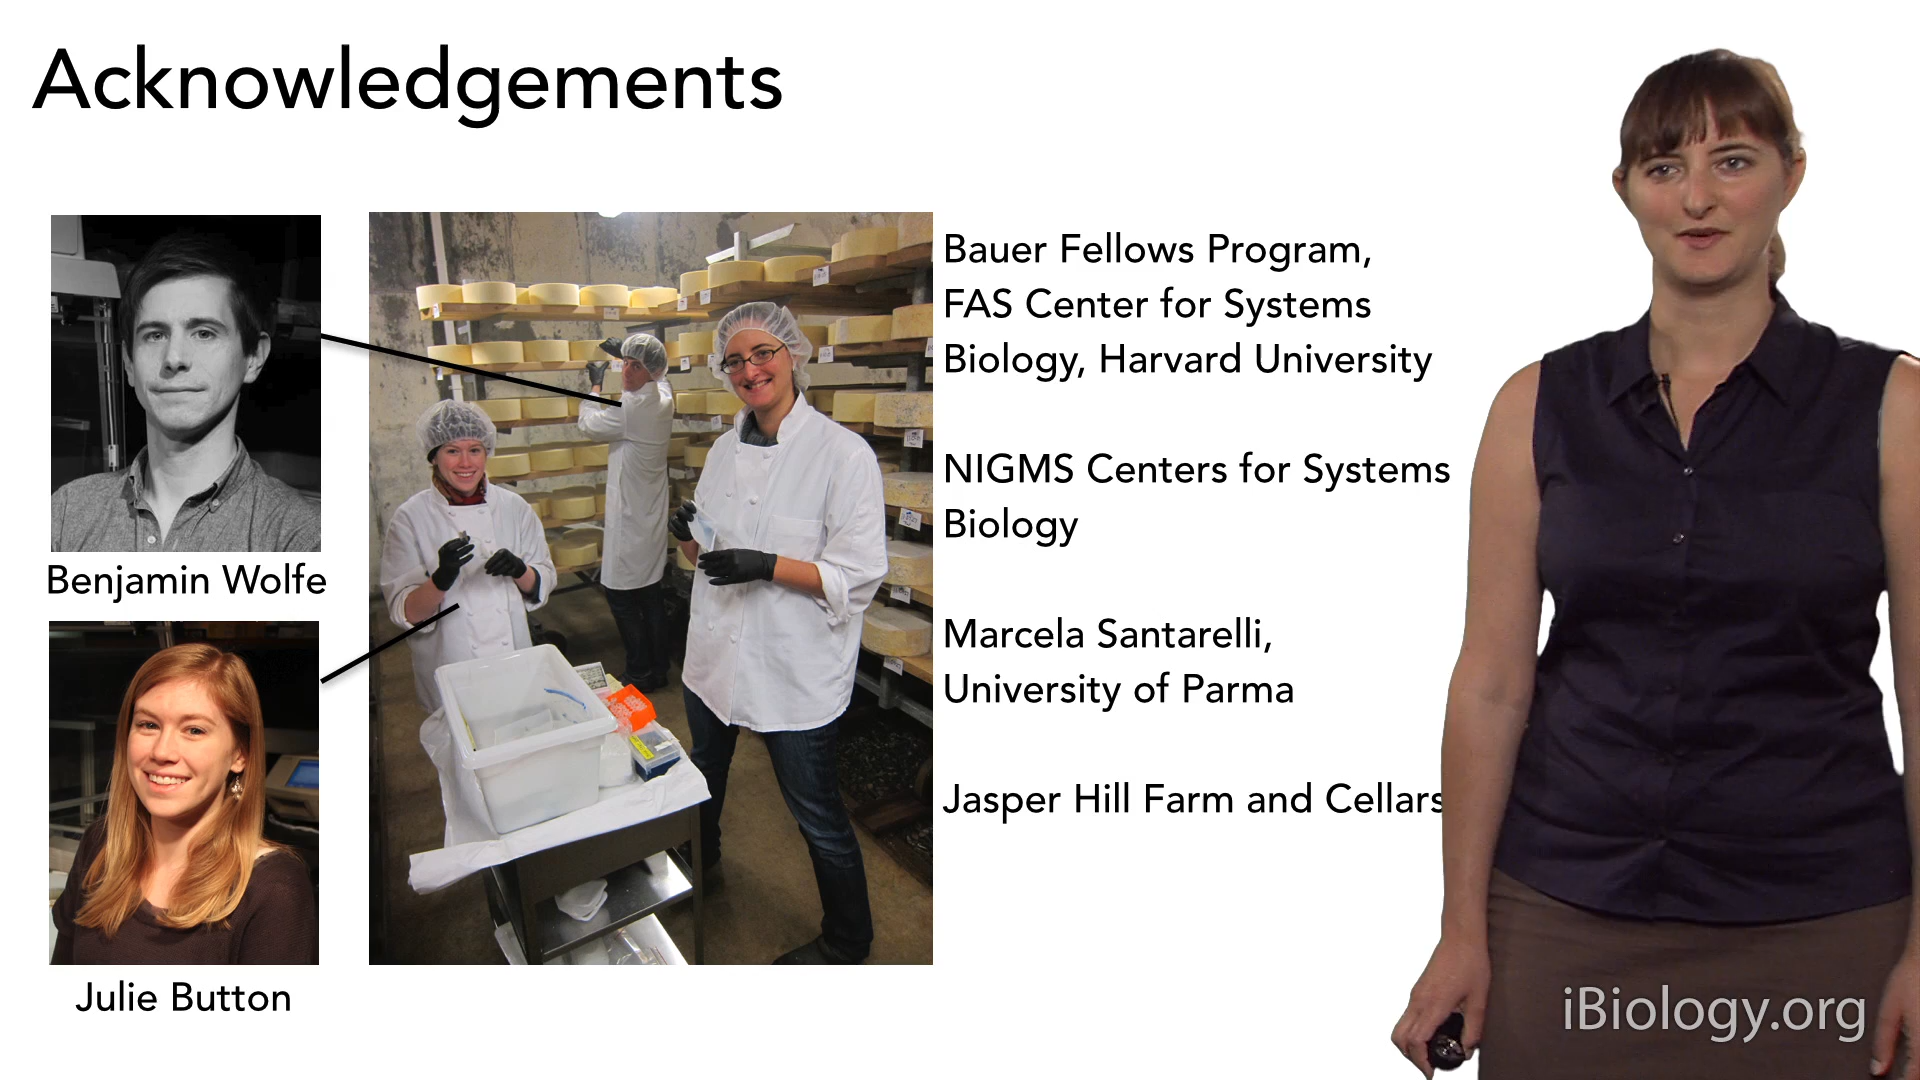 Acknowledgements
Benjamin Wolfe
Julie Button
Bauer Fellows Program,
FAS Center for Systems
Biology, Harvard University
NIGMS Centers for Systems
Biology
Marcela Santarelli,
University of Parma
Jasper Hill Farm and Cellars
iBiology.org